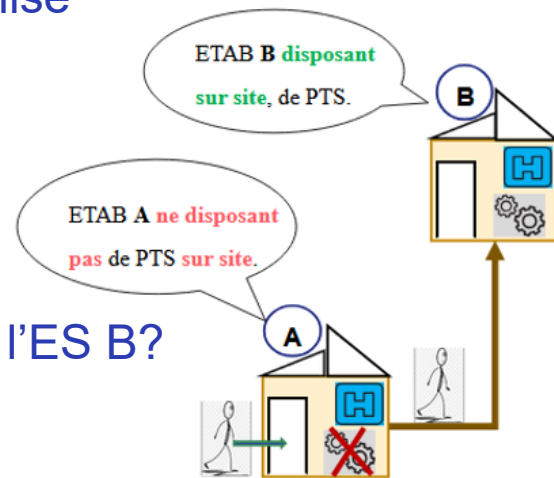 ETAB B disposant
sur site, de PTS.
B
H
ETAB A ne disposant
pas de PTS sur site.
l’ES B?
A
H